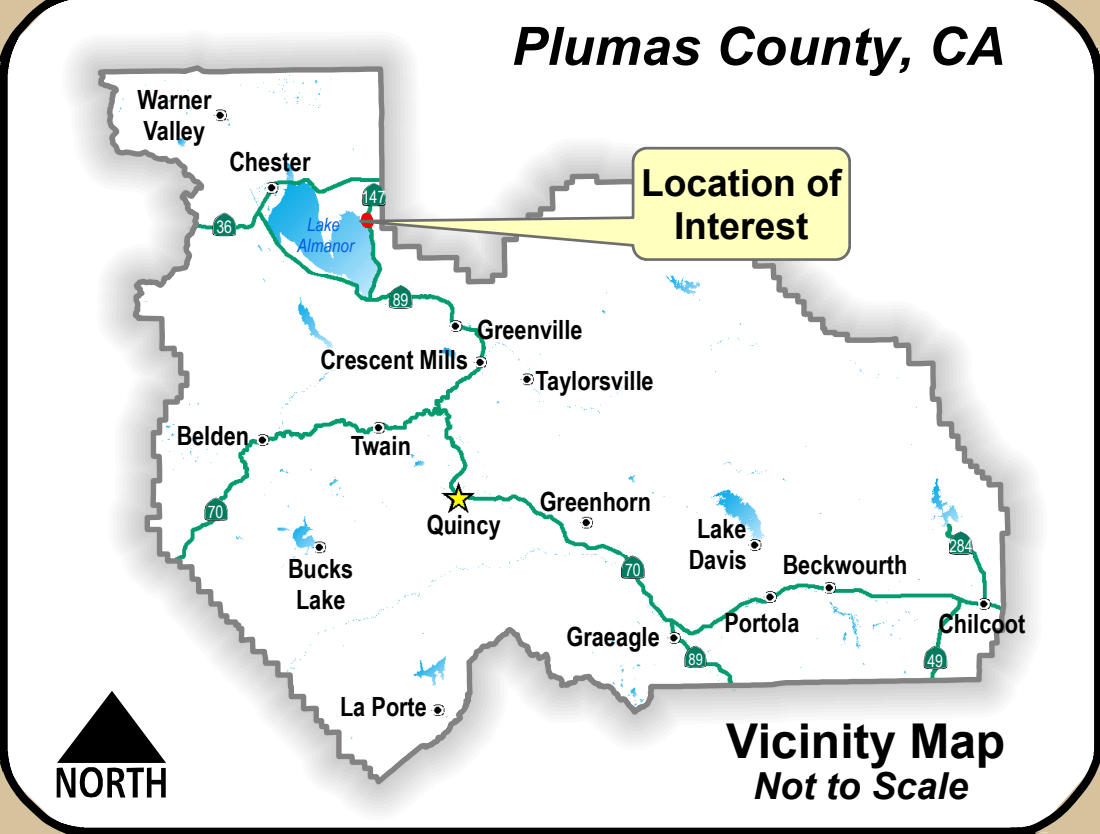 Plumas County, CA
Warner
Valley
Chester
147
Location of
Interest
36
Lake
Almanor
89
Greenville
Crescent Mills
Taylorsville
Belden
Twain
70
Quincy
Greenhorn
Lake
Davis
284
Bucks
Lake
70
Beckwourth
Portola
Chilcoot
Graeagle
89
49
La Porte
Vicinity Map
Not to Scale
NORTH